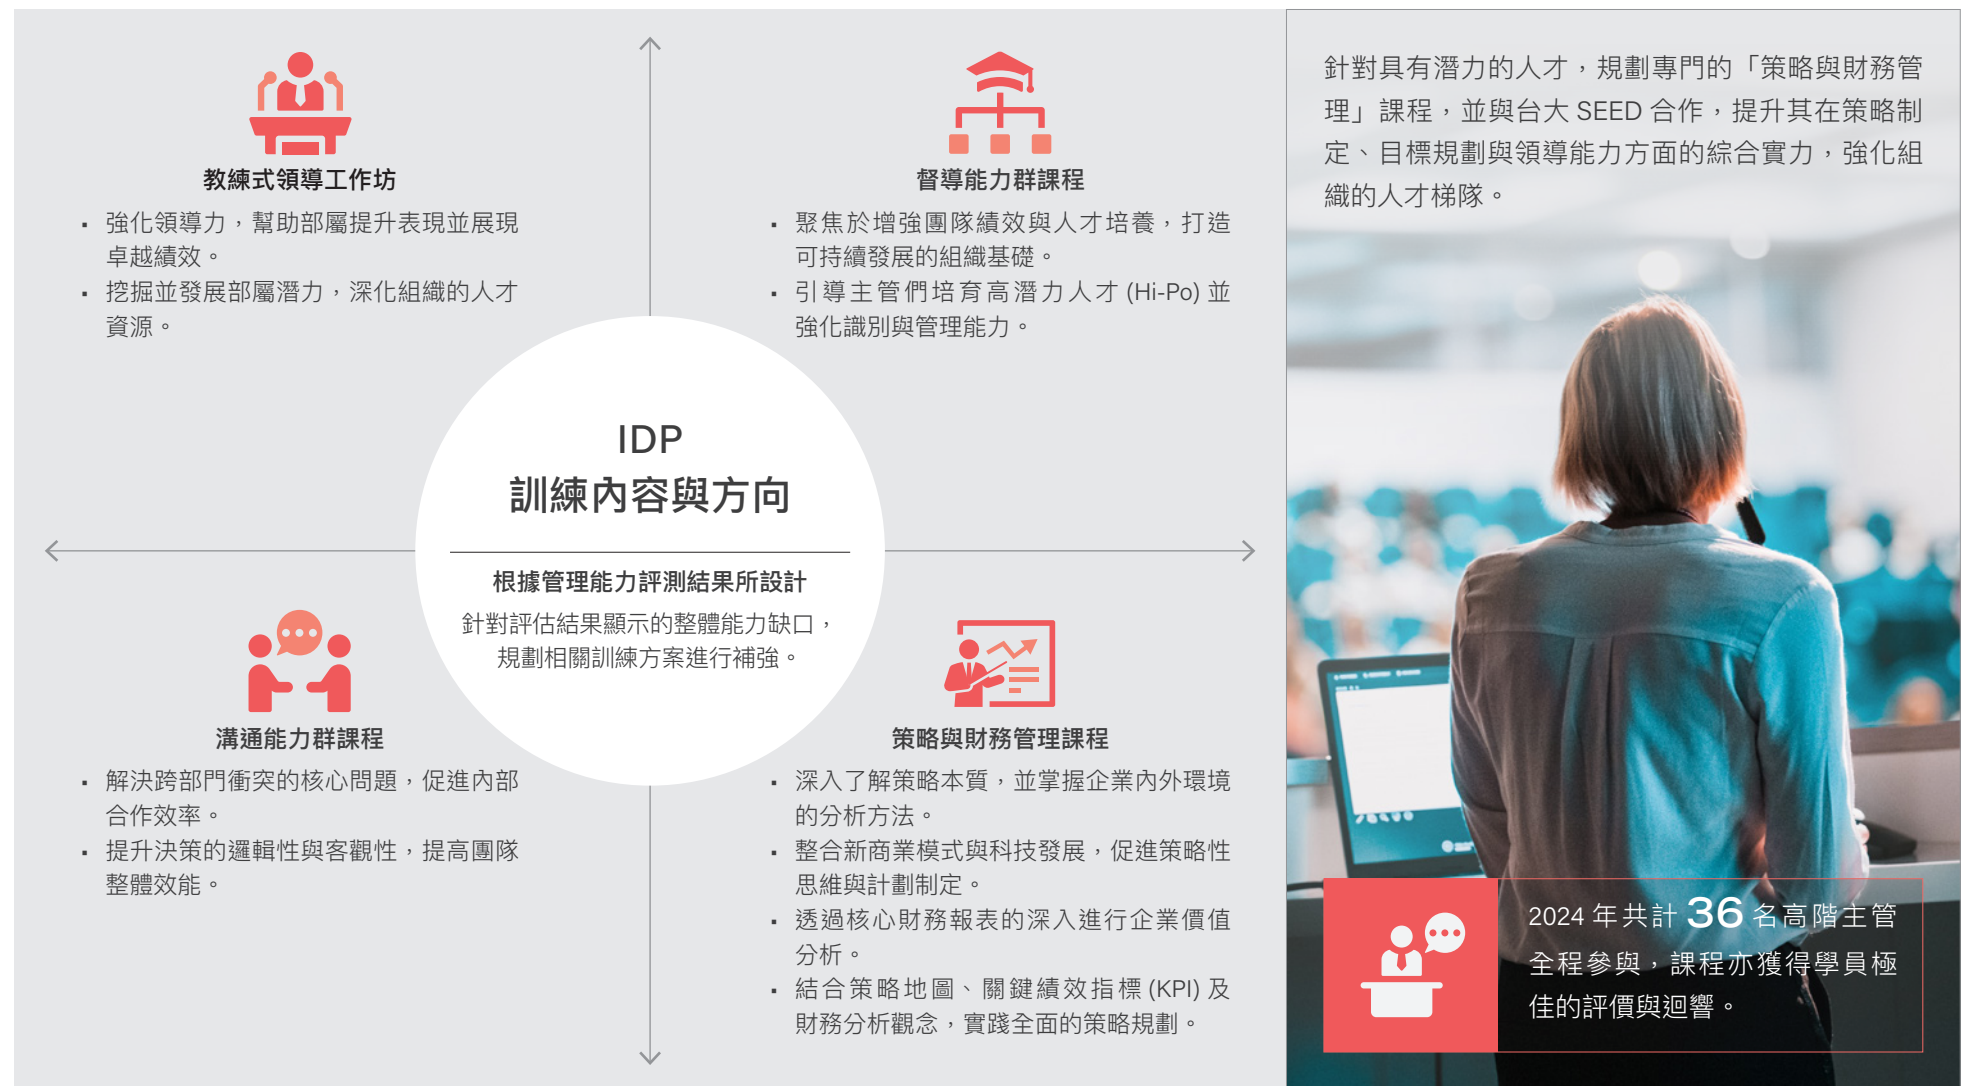 教練式領導工作坊
▪ 強化領導力，幫助部屬提升表現並展現
卓越績效。
▪ 挖掘並發展部屬潛力，深化組織的人才
資源。
督導能力群課程
▪ 聚焦於增強團隊績效與人才培養，打造
可持續發展的組織基礎。
▪ 引導主管們培育高潛力人才 (Hi-Po) 並
強化識別與管理能力。
IDP
訓練內容與方向
根據管理能力評測結果所設計
針對評估結果顯示的整體能力缺口，
規劃相關訓練方案進行補強。
溝通能力群課程
▪ 解決跨部門衝突的核心問題，促進內部
合作效率。
▪ 提升決策的邏輯性與客觀性，提高團隊
整體效能。
策略與財務管理課程
▪ 深入了解策略本質，並掌握企業內外環境
的分析方法。
▪ 整合新商業模式與科技發展，促進策略性
思維與計劃制定。
▪ 透過核心財務報表的深入進行企業價值
分析。
▪ 結合策略地圖、關鍵績效指標 (KPI) 及
財務分析觀念，實踐全面的策略規劃。
針對具有潛力的人才，規劃專門的「策略與財務管
理」課程，並與台大 SEED 合作，提升其在策略制
定、目標規劃與領導能力方面的綜合實力，強化組
織的人才梯隊。
2024 年共計 36 名高階主管
全程參與，課程亦獲得學員極
佳的評價與迴響。